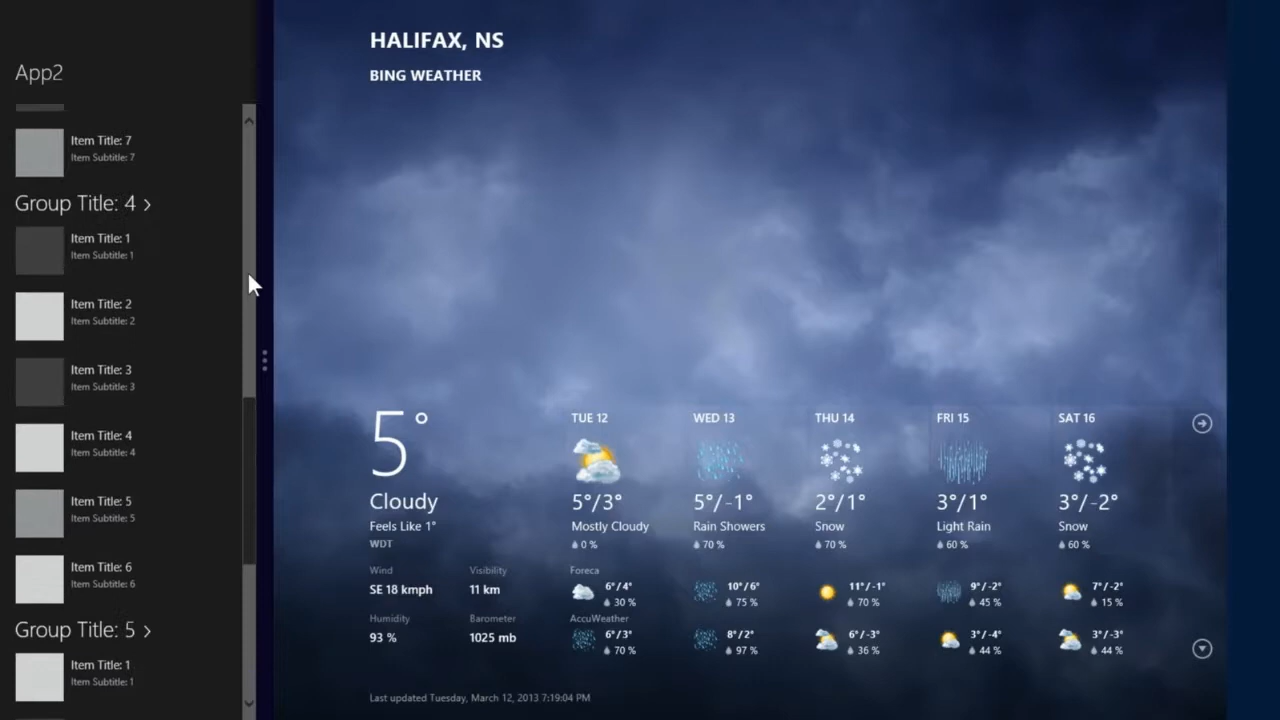 App2
Item Title: 7
Item Subtitle: 7
Group Title: 4 >
Item Title: 1
Item Subtitle: 1
Item Title: 2
Item Subtitle: 2
Item Title: 3
Item Subtitle: 3
Item Title: 4
Item Subtitle: 4
Item Title: 5
Item Subtitle: 5
Item Title: 6
Item Subtitle: 6
Group Title: 5 >
Item Title: 1
Item Subtitle: 1
HALIFAX, NS
BING WEATHER
5°
Cloudy
Feels Like 1°
WDT
Wind Visibility
SE 18 kmph 11 km
Humidity Barometer
93 % 1025 mb
TUE 12 WED 13 THU 14 FRI 15 SAT 16
5°/3° 5°/-1° 2°/1° 3°/1° 3°/-2°
Mostly Cloudy Rain Showers Snow Light Rain Snow
0 % 70 % 70 % 60 % 60 %
Foreca
6°/4° 10°/6° 11°/-1° 9°/-2° 7°/-2°
30 % 75 % 70 % 45 % 15 %
AccuWeather
6°/3° 8°/2° 6°/-3° 3°/-4° 3°/-3°
70 % 97 % 36 % 44 % 44 %
Last updated Tuesday, March 12, 2013 7:19:04 PM